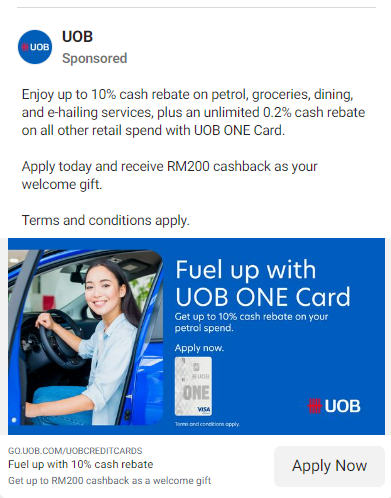 UOB
UOB
Sponsored
Enjoy up to 10% cash rebate on petrol, groceries, dining,
and e-hailing services, plus an unlimited 0.2% cash rebate
on all other retail spend with UOB ONE Card.
Apply today and receive RM200 cashback as your
welcome gift.
Terms and conditions apply.
Fuel up with
UOB ONE Card
Get up to 10% cash rebate on your
petrol spend.
Apply now.
ONE
VISA
Terms and conditions apply.
UOB
GO.UOB.COM/UOBCREDITCARDS
Fuel up with 10% cash rebate
Get up to RM200 cashback as a welcome gift
Apply Now